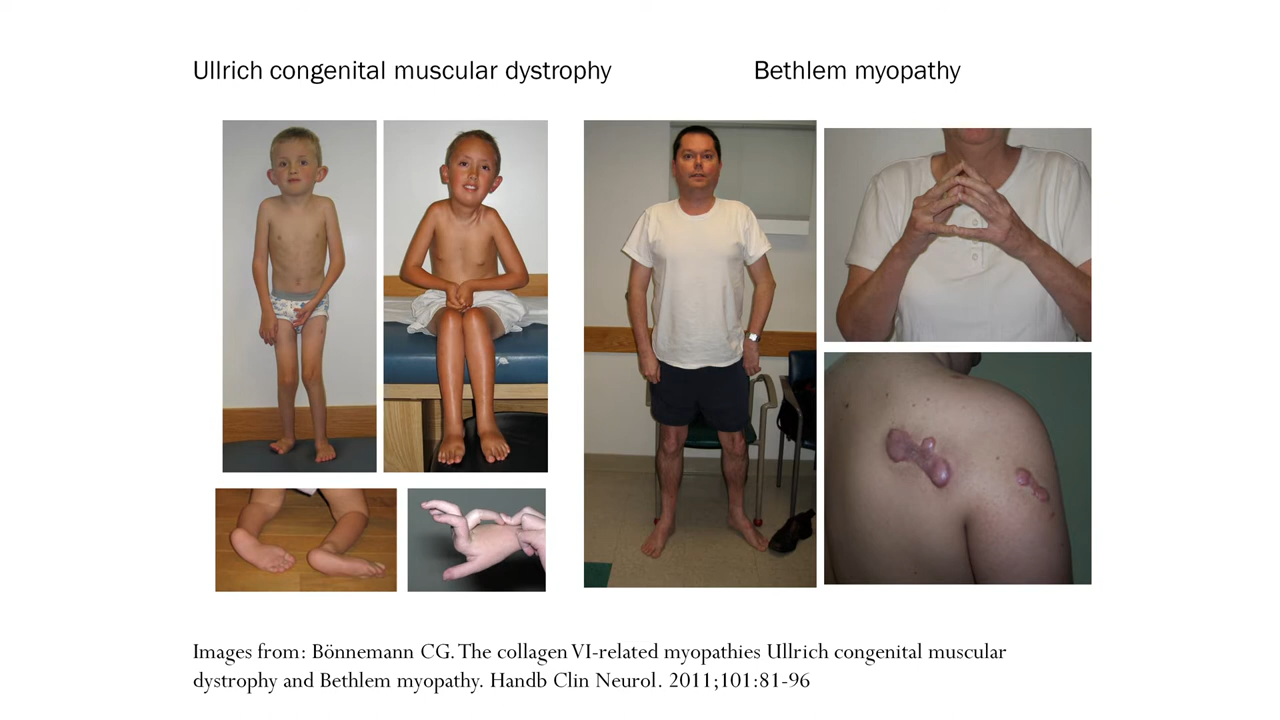 Ullrich congenital muscular dystrophy
Bethlem myopathy
Images from: Bönnemann CG. The collagen VI-related myopathies Ullrich congenital muscular
dystrophy and Bethlem myopathy. Handb Clin Neurol. 2011;101:81-96